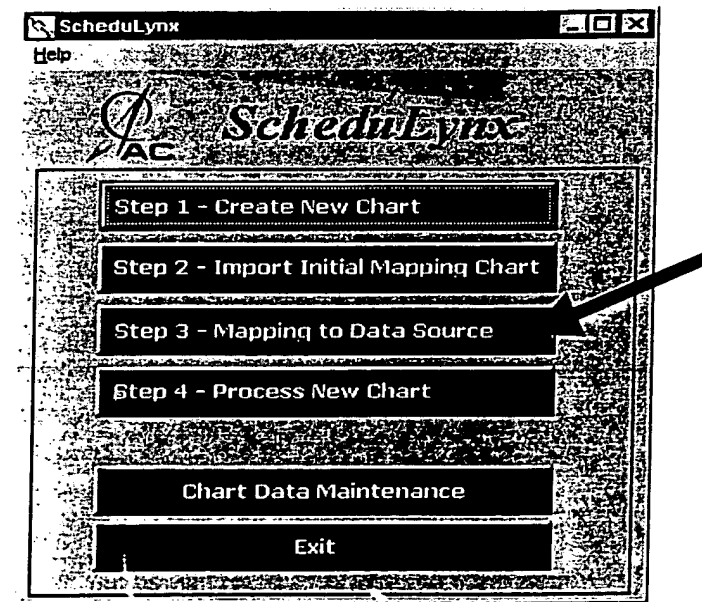 ScheduLynx
Help
AC
ScheduLynx
Step 1 - Create New Chart
Step 2 - Import Initial Mapping Chart
Step 3 - Mapping to Data Source
Step 4 - Process New Chart
Chart Data Maintenance
Exit